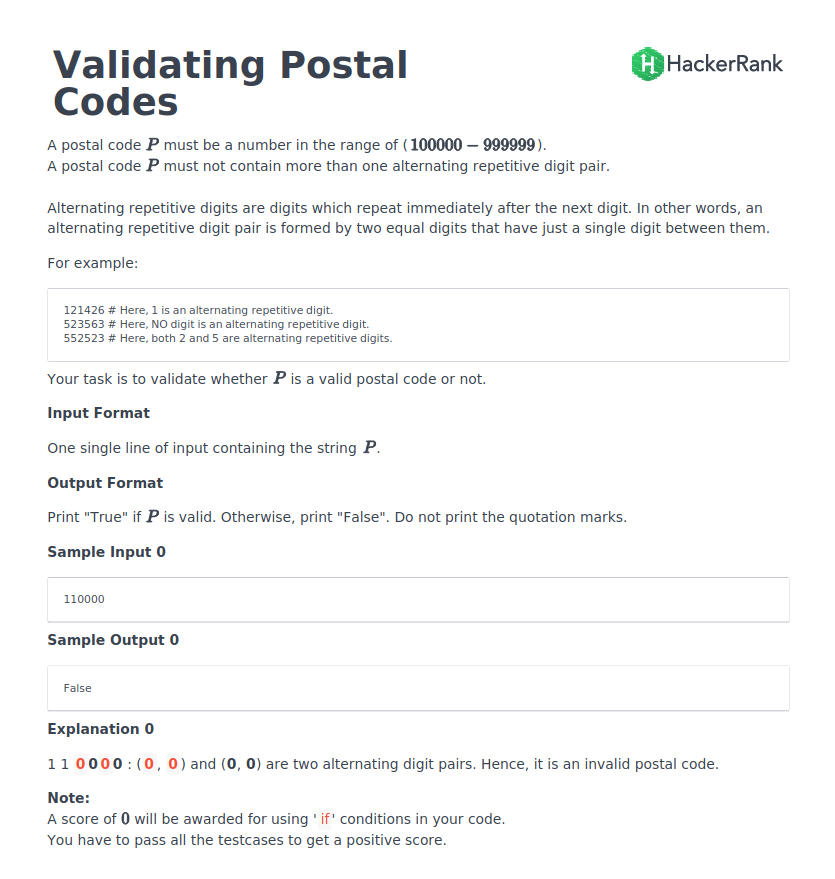 Validating Postal
Codes
HackerRank
A postal code P must be a number in the range of (100000 − 999999).
A postal code P must not contain more than one alternating repetitive digit pair.
Alternating repetitive digits are digits which repeat immediately after the next digit. In other words, an
alternating repetitive digit pair is formed by two equal digits that have just a single digit between them.
For example:
121426 # Here, 1 is an alternating repetitive digit.
523563 # Here, NO digit is an alternating repetitive digit.
552523 # Here, both 2 and 5 are alternating repetitive digits.
Your task is to validate whether P is a valid postal code or not.
Input Format
One single line of input containing the string P.
Output Format
Print "True" if P is valid. Otherwise, print "False". Do not print the quotation marks.
Sample Input 0
110000
Sample Output 0
False
Explanation 0
1 1 0 0 0 0 : (0, 0) and (0, 0) are two alternating digit pairs. Hence, it is an invalid postal code.
Note:
A score of 0 will be awarded for using 'if' conditions in your code.
You have to pass all the testcases to get a positive score.